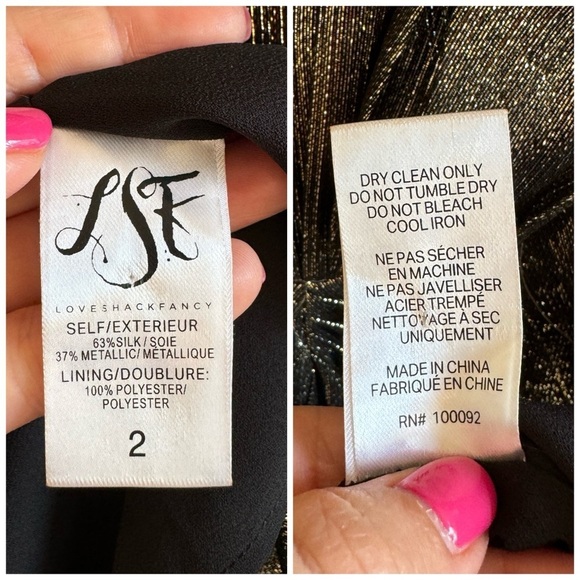 LSF
LOVESHACKFANCY
SELF/EXTERIEUR
63%SILK/SOIE
37% METALLIC/MÉTALLIQUE
LINING/DOUBLURE:
100% POLYESTER/
POLYESTER
2
DRY CLEAN ONLY
DO NOT TUMBLE DRY
DO NOT BLEACH
COOL IRON
NE PAS SÉCHER
EN MACHINE
NE PAS JAVELLISER
ACIER TREMPÉ
NETTOYAGE À SEC
UNIQUEMENT
MADE IN CHINA
FABRIQUÉ EN CHINE
RN# 100092